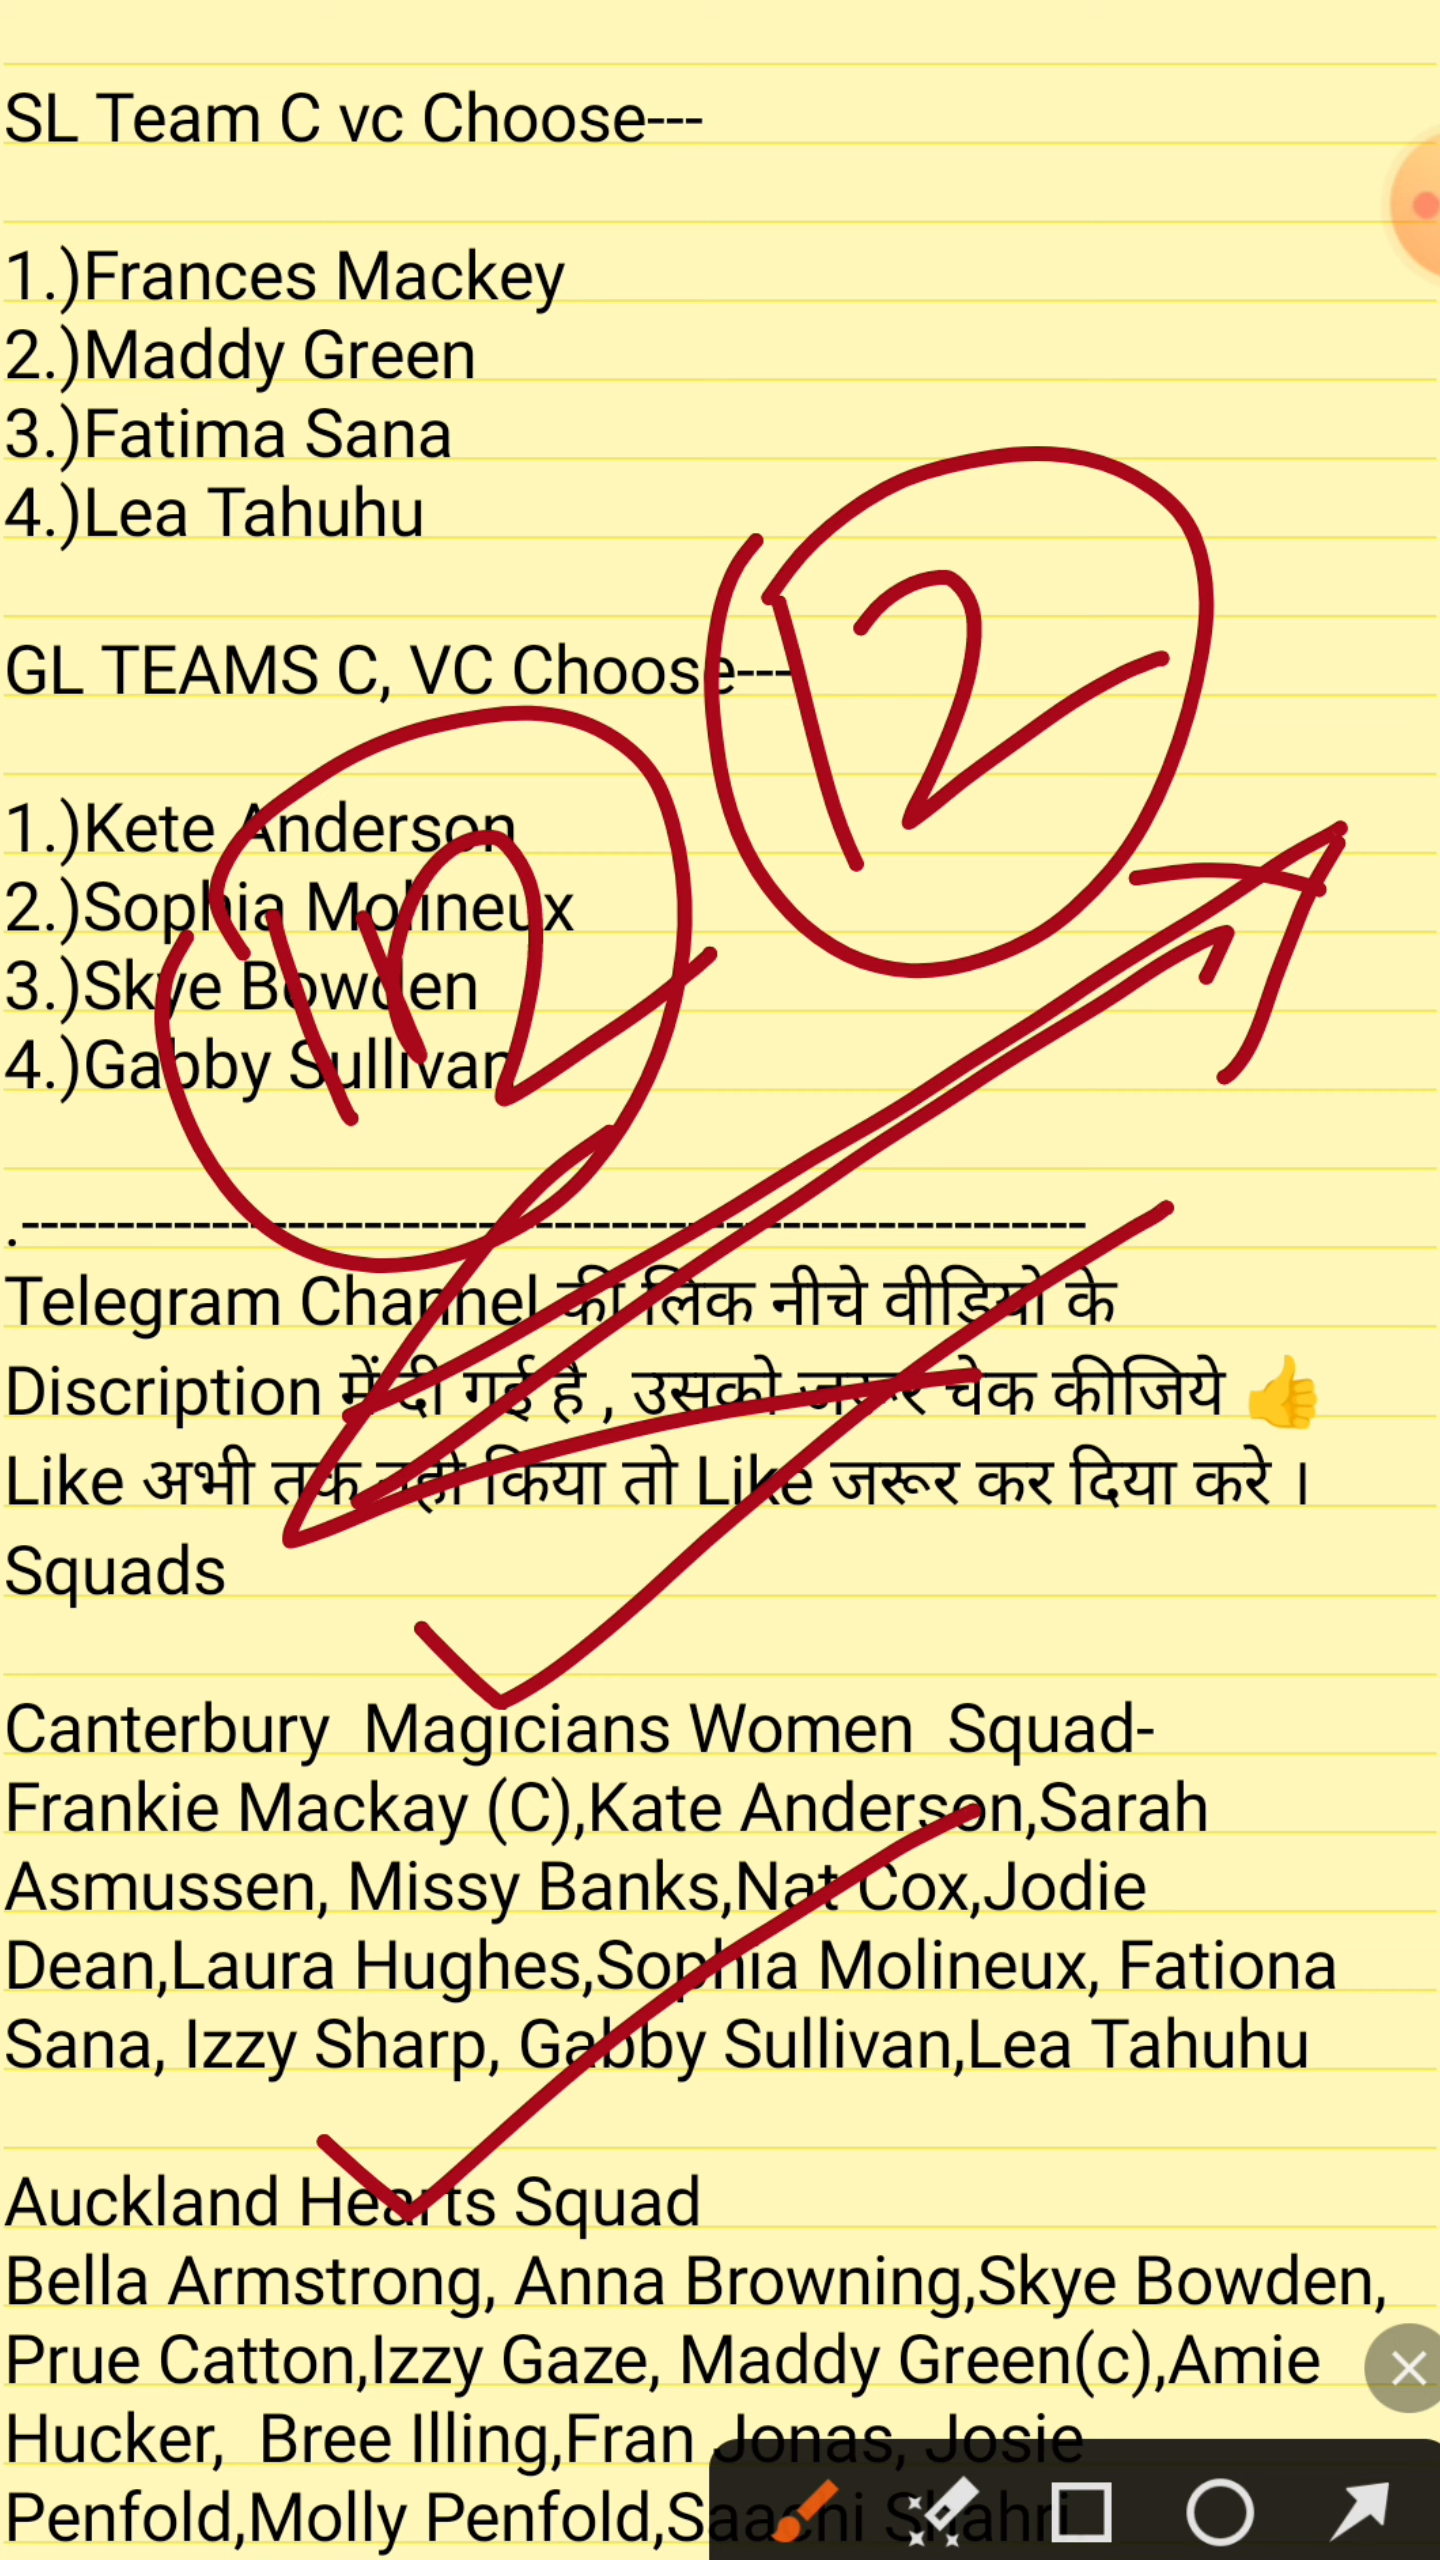 SL Team C vc Choose---
1.)Frances Mackey
2.)Maddy Green
3.)Fatima Sana
4.)Lea Tahuhu
12
GL TEAMS C, VC Choose---
1.)Kete Anderson
2.)Sophia Molineux
3.)Skye Bowden
4.)Gabby Sullivan
12
.---------------------------------------------------------
Telegram Channel की लिंक नीचे वीडियो के
Discription में दी गई है , उसको जरूर चेक कीजिये 👍
Like अभी तक नही किया तो Like जरूर कर दिया करे ।
Squads
Canterbury  Magicians Women  Squad-
Frankie Mackay (C),Kate Anderson,Sarah
Asmussen, Missy Banks,Nat Cox,Jodie
Dean,Laura Hughes,Sophia Molineux, Fationa
Sana, Izzy Sharp, Gabby Sullivan,Lea Tahuhu
Auckland Hearts Squad
Bella Armstrong, Anna Browning,Skye Bowden,
Prue Catton,Izzy Gaze, Maddy Green(c),Amie
Hucker,  Bree Illing,Fran Jonas, Josie
Penfold,Molly Penfold,Saachi Shahri